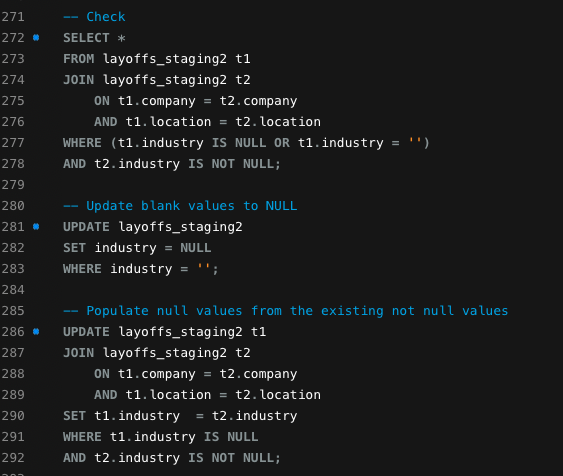 271 -- Check
272 SELECT *
273 FROM layoffs_staging2 t1
274 JOIN layoffs_staging2 t2
275     ON t1.company = t2.company
276     AND t1.location = t2.location
277 WHERE (t1.industry IS NULL OR t1.industry = '')
278 AND t2.industry IS NOT NULL;
279
280 -- Update blank values to NULL
281 UPDATE layoffs_staging2
282 SET industry = NULL
283 WHERE industry = '';
284
285 -- Populate null values from the existing not null values
286 UPDATE layoffs_staging2 t1
287 JOIN layoffs_staging2 t2
288     ON t1.company = t2.company
289     AND t1.location = t2.location
290 SET t1.industry  = t2.industry
291 WHERE t1.industry IS NULL
292 AND t2.industry IS NOT NULL;